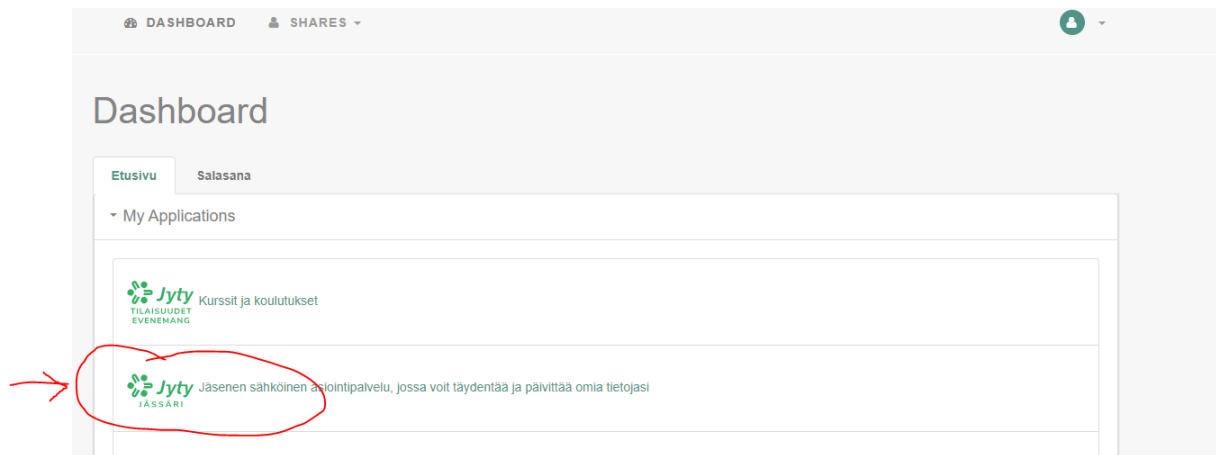 DASHBOARD SHARES
Dashboard
Etusivu Salasana
My Applications
Jyty
TILAISUUDET
EVENEMANG
Kurssit ja koulutukset
Jyty
JÄSSÄRI
Jäsenen sähköinen asiointipalvelu, jossa voit täydentää ja päivittää omia tietojasi